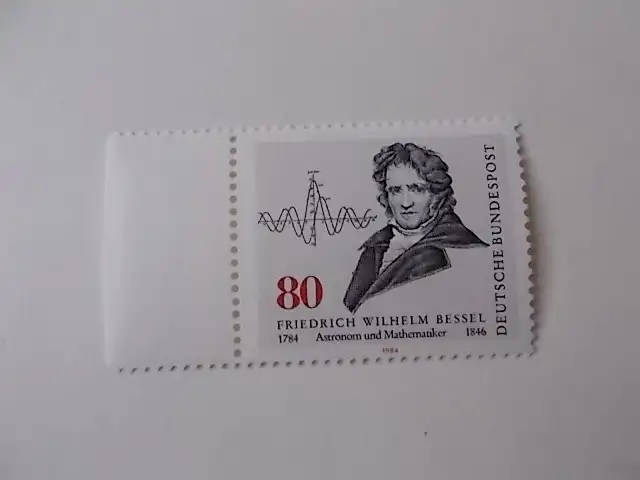 80
FRIEDRICH WILHELM BESSEL
1784 Astronom und Mathematiker 1846
1984
DEUTSCHE BUNDESPOST